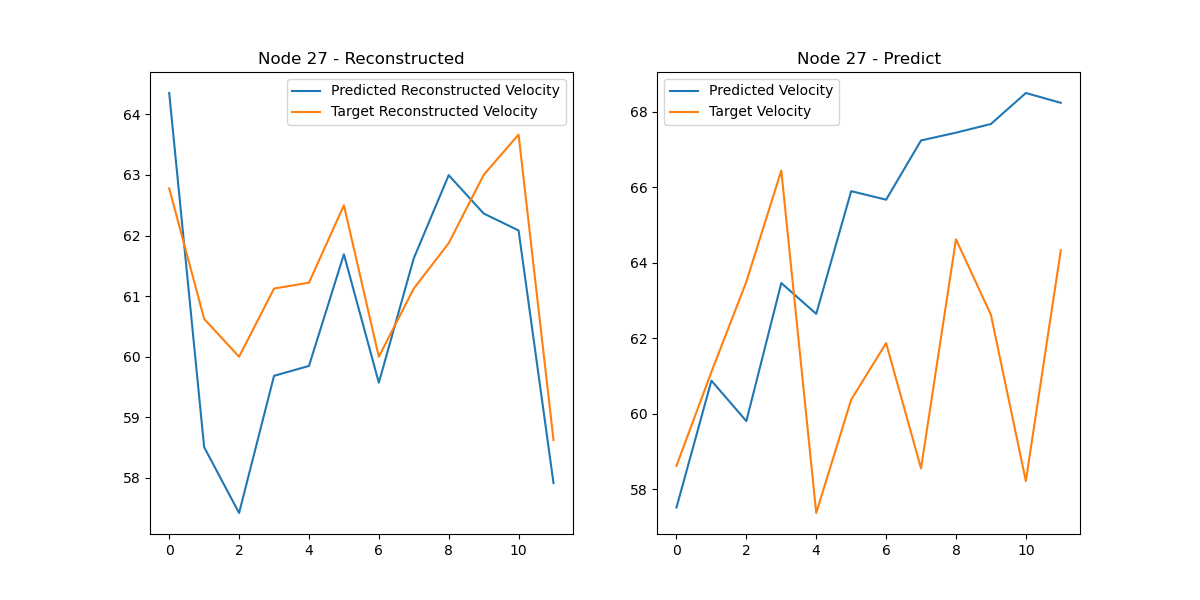 Node 27 - Reconstructed
Predicted Reconstructed Velocity
Target Reconstructed Velocity
64
63
62
61
60
59
58
0 2 4 6 8 10
Node 27 - Predict
Predicted Velocity
Target Velocity
68
66
64
62
60
58
0 2 4 6 8 10